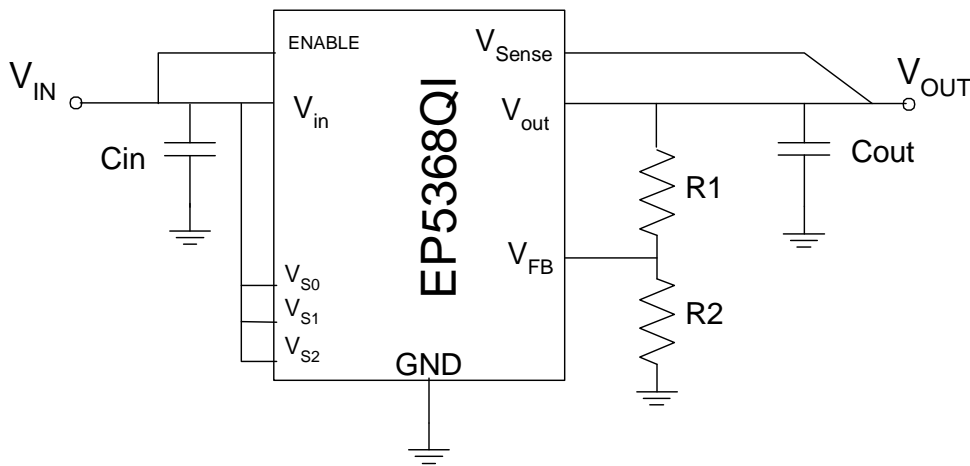 ENABLE
V_IN
V_in
Cin
V_S0
V_S1
V_S2
EP5368QI
GND
V_Sense
V_out
V_FB
R1
R2
V_OUT
Cout